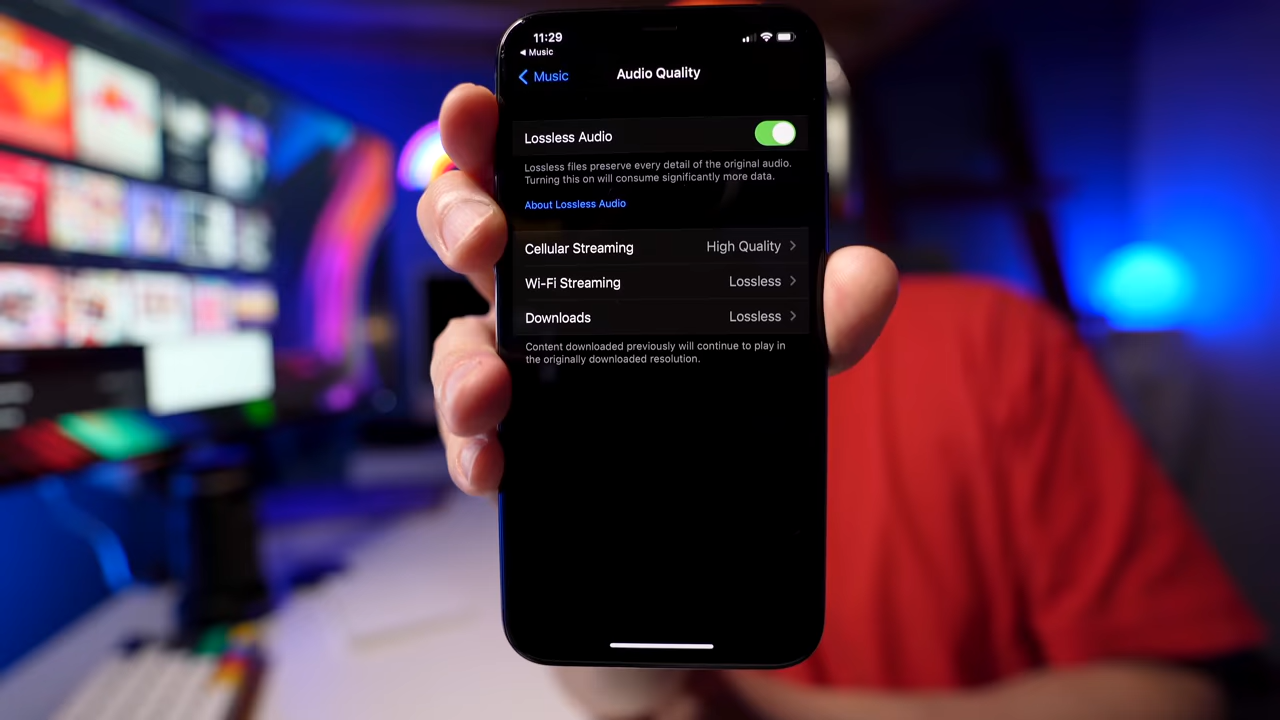 11:29
Music
Music
Audio Quality
Lossless Audio
Lossless files preserve every detail of the original audio.
Turning this on will consume significantly more data.
About Lossless Audio
Cellular Streaming High Quality
Wi-Fi Streaming Lossless
Downloads Lossless
Content downloaded previously will continue to play in
the originally downloaded resolution.